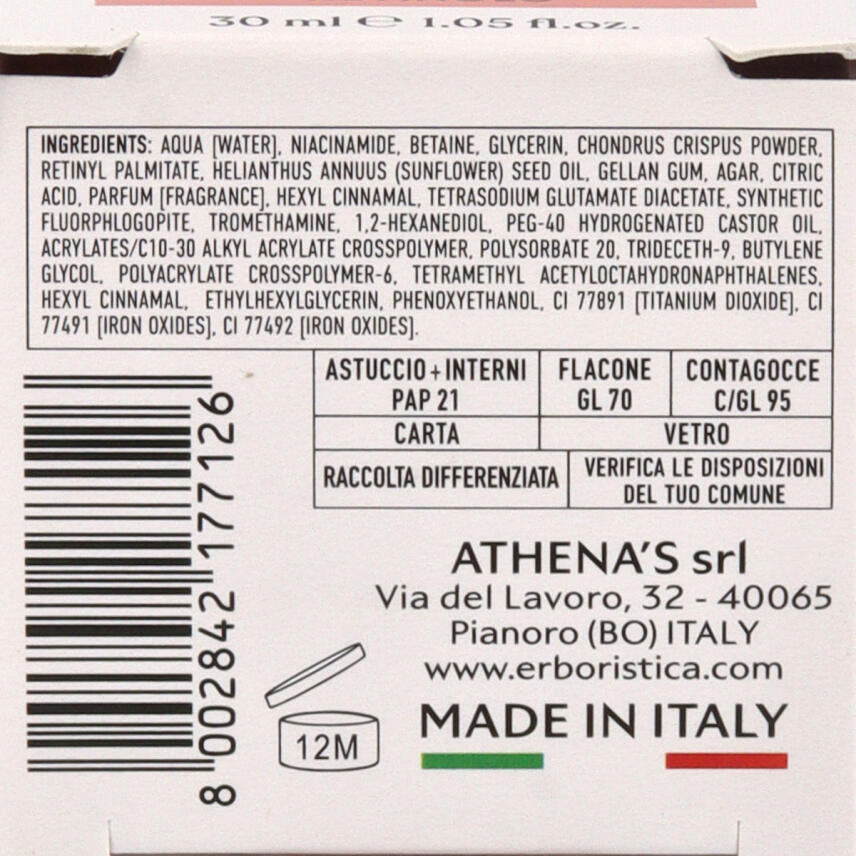 30 ml ℮ 1.05 fl.oz.
INGREDIENTS: AQUA [WATER], NIACINAMIDE, BETAINE, GLYCERIN, CHONDRUS CRISPUS POWDER,
RETINYL PALMITATE, HELIANTHUS ANNUUS (SUNFLOWER) SEED OIL, GELLAN GUM, AGAR, CITRIC
ACID, PARFUM [FRAGRANCE], HEXYL CINNAMAL, TETRASODIUM GLUTAMATE DIACETATE, SYNTHETIC
FLUORPHLOGOPITE, TROMETHAMINE, 1,2-HEXANEDIOL, PEG-40 HYDROGENATED CASTOR OIL,
ACRYLATES/C10-30 ALKYL ACRYLATE CROSSPOLYMER, POLYSORBATE 20, TRIDECETH-9, BUTYLENE
GLYCOL, POLYACRYLATE CROSSPOLYMER-6, TETRAMETHYL ACETYLOCTAHYDRONAPHTHALENES,
HEXYL CINNAMAL, ETHYLHEXYLGLYCERIN, PHENOXYETHANOL, CI 77891 [TITANIUM DIOXIDE], CI
77491 [IRON OXIDES], CI 77492 [IRON OXIDES].
ASTUCCIO+INTERNI FLACONE CONTAGOCCE
PAP 21 GL 70 C/GL 95
CARTA VETRO
RACCOLTA DIFFERENZIATA VERIFICA LE DISPOSIZIONI
DEL TUO COMUNE
8 002842 177126
12M
ATHENA'S srl
Via del Lavoro, 32 - 40065
Pianoro (BO) ITALY
www.erboristica.com
MADE IN ITALY